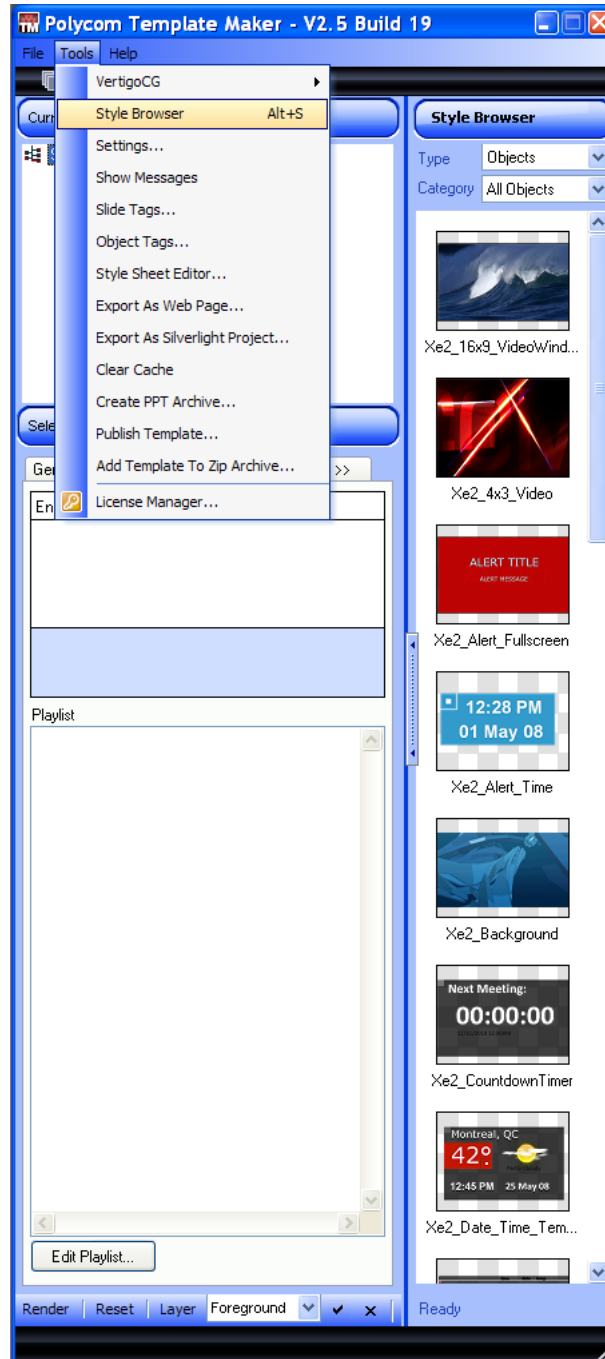 Polycom Template Maker - V2.5 Build 19
File Tools Help
VertigoCG
Style Browser Alt+S
Settings...
Show Messages
Slide Tags...
Object Tags...
Style Sheet Editor...
Export As Web Page...
Export As Silverlight Project...
Clear Cache
Create PPT Archive...
Publish Template...
Add Template To Zip Archive...
License Manager...
Curr
Sele
Ge >>
En
Playlist
Edit Playlist...
Render Reset Layer Foreground
Style Browser
Type Objects
Category All Objects
Xe2_16x9_VideoWind...
Xe2_4x3_Video
ALERT TITLE
ALERT MESSAGE
Xe2_Alert_Fullscreen
12:28 PM
01 May 08
Xe2_Alert_Time
Xe2_Background
Next Meeting:
00:00:00
Xe2_CountdownTimer
Montreal, QC
42°
12:45 PM 25 May 08
Xe2_Date_Time_Tem...
Ready